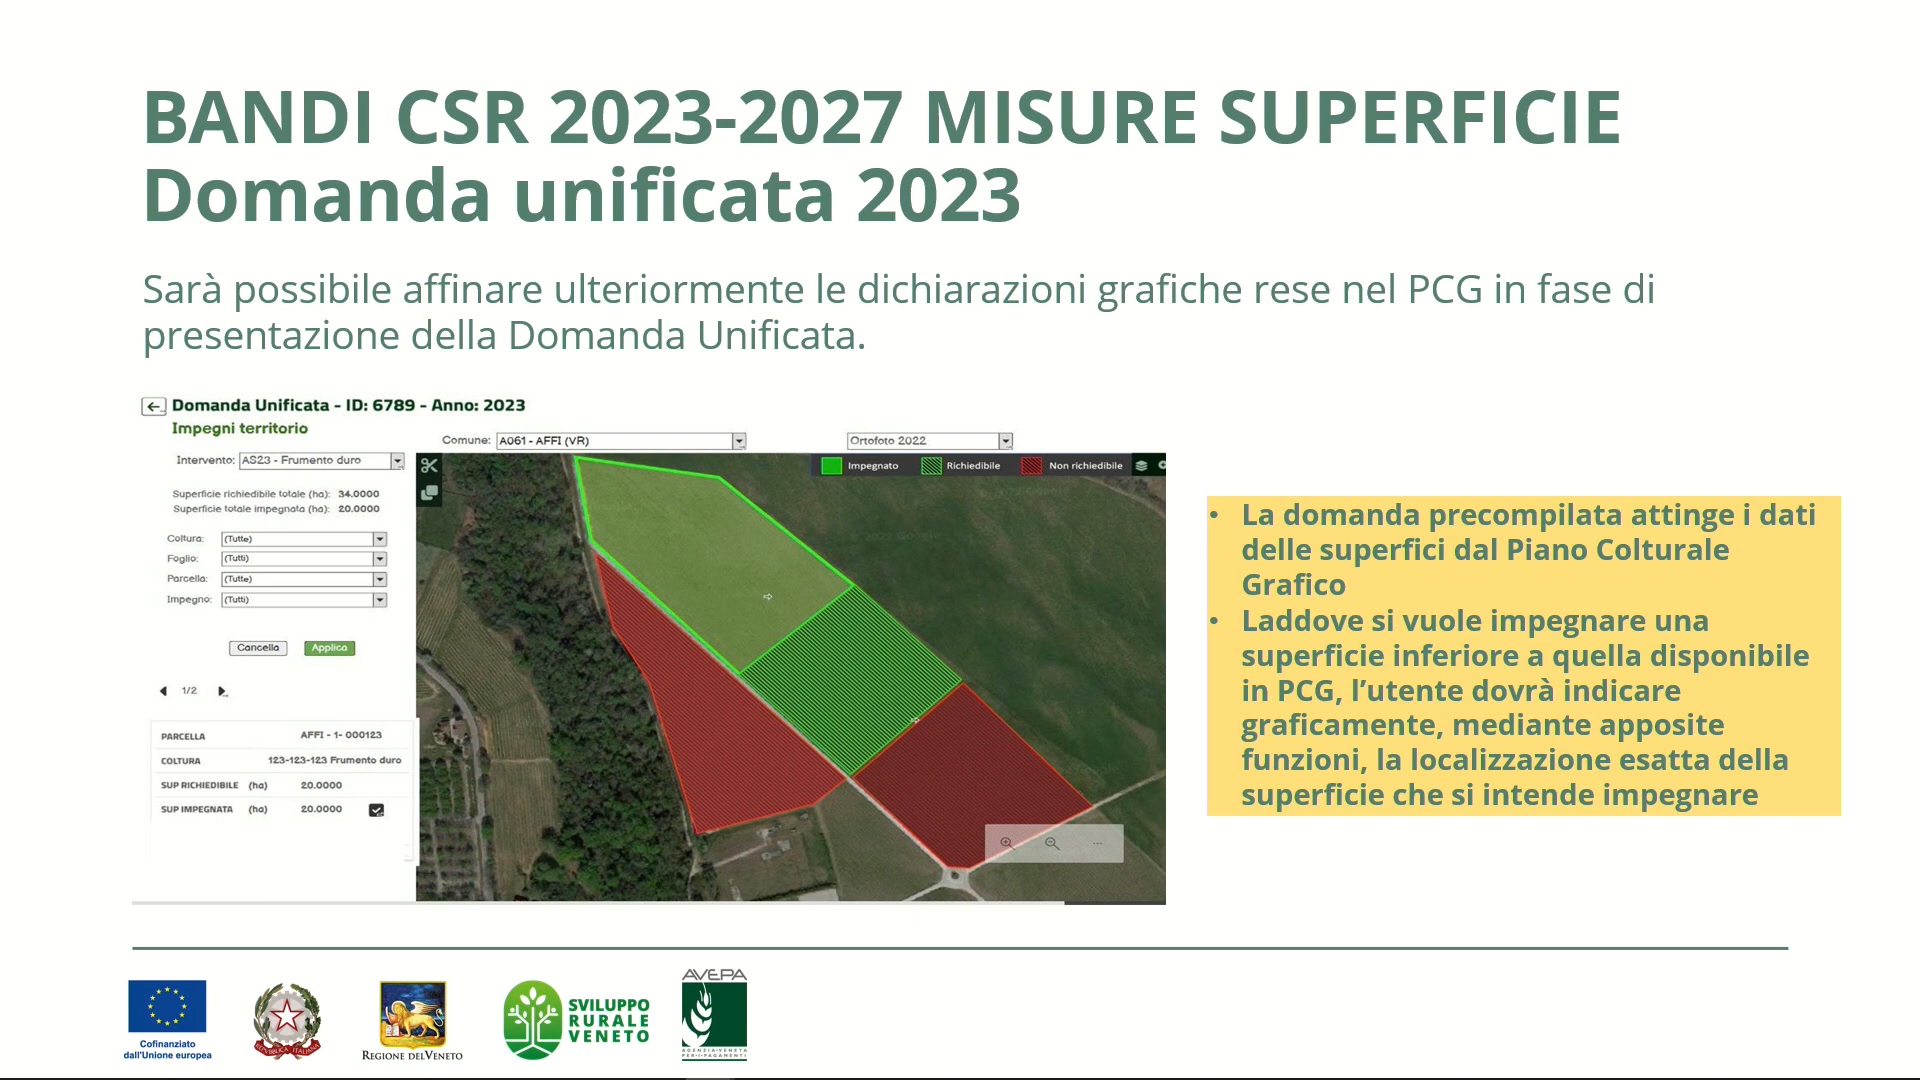 BANDI CSR 2023-2027 MISURE SUPERFICIE
Domanda unificata 2023
Sarà possibile affinare ulteriormente le dichiarazioni grafiche rese nel PCG in fase di
presentazione della Domanda Unificata.
Domanda Unificata - ID: 6789 - Anno: 2023
Impegni territorio
Comune: A061 - AFFI (VR)
Ortofoto 2022
Intervento: AS23 - Frumento duro
Impegnato
Richiedibile
Non richiedibile
Superficie richiedibile totale (ha): 34.0000
Superficie totale impegnata (ha): 20.0000
Coltura: (Tutte)
Foglio: (Tutti)
Parcella: (Tutte)
Impegno: (Tutti)
Cancella
Applica
1/2
PARCELLA AFFI - 1- 000123
COLTURA 123-123-123 Frumento duro
SUP RICHIEDIBILE (ha) 20.0000
SUP IMPEGNATA (ha) 20.0000
• La domanda precompilata attinge i dati
delle superfici dal Piano Colturale
Grafico
• Laddove si vuole impegnare una
superficie inferiore a quella disponibile
in PCG, l’utente dovrà indicare
graficamente, mediante apposite
funzioni, la localizzazione esatta della
superficie che si intende impegnare
Cofinanziato
dall'Unione europea
REPVBBLICA ITALIANA
REGIONE DEL VENETO
SVILUPPO
RURALE
VENETO
AVEPA
AGENZIA VENETA
PER I PAGAMENTI